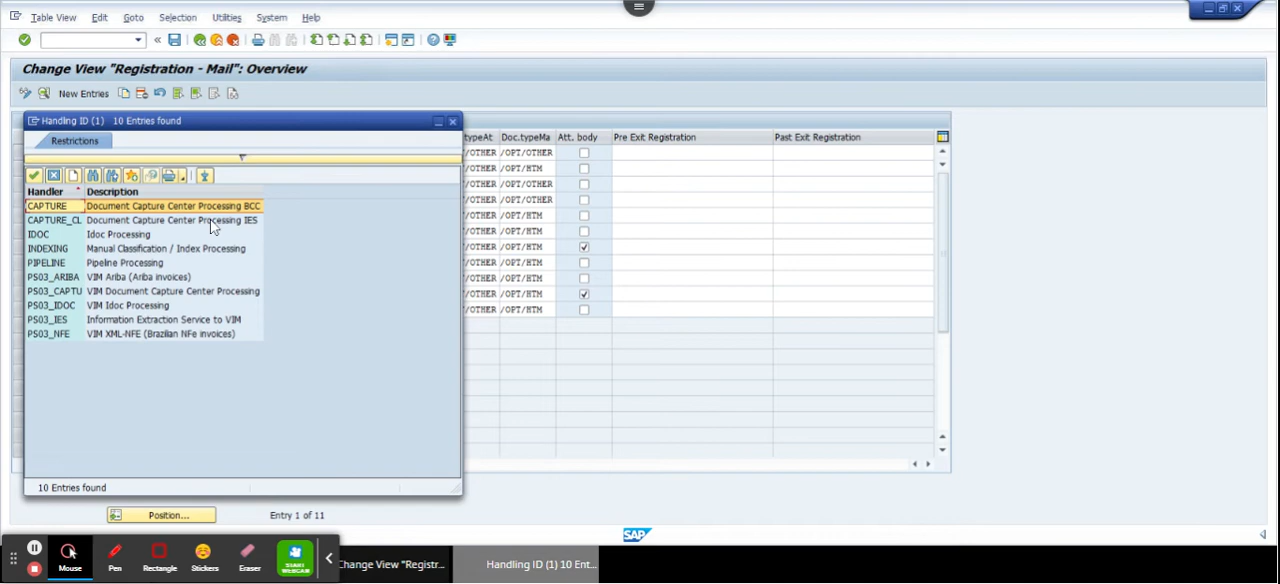 Table View Edit Goto Selection Utilities System Help
Change View "Registration - Mail": Overview
New Entries
Handling ID (1) 10 Entries found
Restrictions
Handler Description
CAPTURE Document Capture Center Processing BCC
CAPTURE_CL Document Capture Center Processing IES
IDOC Idoc Processing
INDEXING Manual Classification / Index Processing
PIPELINE Pipeline Processing
PS03_ARIBA VIM Ariba (Ariba invoices)
PS03_CAPTU VIM Document Capture Center Processing
PS03_IDOC VIM Idoc Processing
PS03_IES Information Extraction Service to VIM
PS03_NFE VIM XML-NFE (Brazilian NFe invoices)
10 Entries found
typeAt Doc.typeMa Att. body Pre Exit Registration Past Exit Registration
/OTHER /OPT/OTHER
/OTHER /OPT/HTM
/OTHER /OPT/OTHER
/OTHER /OPT/OTHER
/OTHER /OPT/HTM
/OTHER /OPT/HTM
/OTHER /OPT/HTM
/OTHER /OPT/HTM
/OTHER /OPT/HTM
/OTHER /OPT/HTM
/OTHER /OPT/HTM
Position... Entry 1 of 11
SAP
Mouse Pen Rectangle Stickers Eraser START WEBCAM
Change View "Registr... Handling ID (1) 10 Ent...